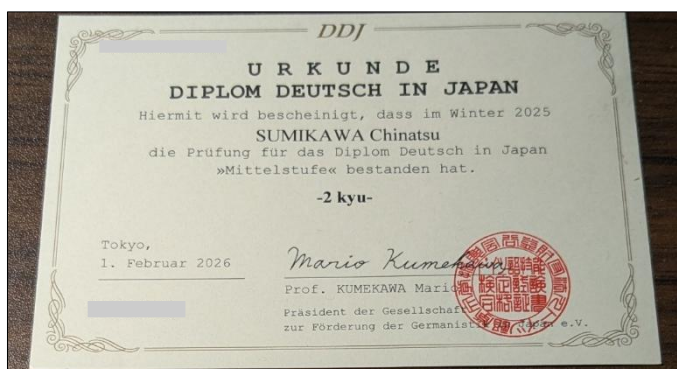 DDJ
URKUNDE
DIPLOM DEUTSCH IN JAPAN
Hiermit wird bescheinigt, dass im Winter 2025
SUMIKAWA Chinatsu
die Prüfung für das Diplom Deutsch in Japan
»Mittelstufe« bestanden hat.
-2 kyu-
Tokyo,
1. Februar 2026
Mario Kumekawa
Prof. KUMEKAWA Mario
Präsident der Gesellschaft
zur Förderung der Germanistik in Japan e.V.